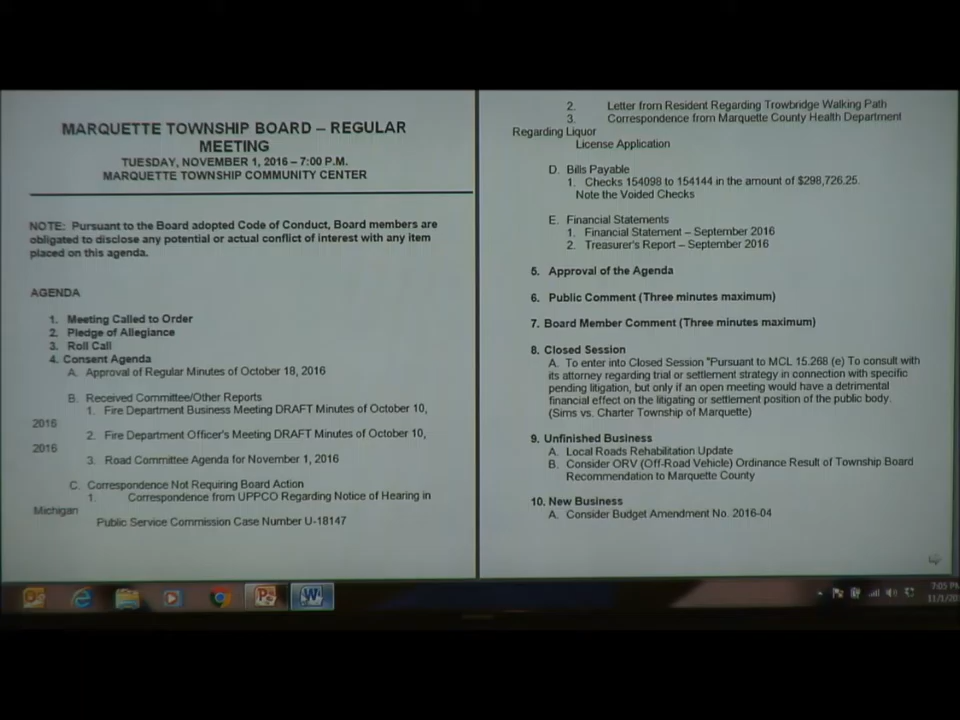 MARQUETTE TOWNSHIP BOARD – REGULAR
MEETING
TUESDAY, NOVEMBER 1, 2016 – 7:00 P.M.
MARQUETTE TOWNSHIP COMMUNITY CENTER
NOTE: Pursuant to the Board adopted Code of Conduct, Board members are
obligated to disclose any potential or actual conflict of interest with any item
placed on this agenda.
AGENDA
1. Meeting Called to Order
2. Pledge of Allegiance
3. Roll Call
4. Consent Agenda
A. Approval of Regular Minutes of October 18, 2016
B. Received Committee/Other Reports
1. Fire Department Business Meeting DRAFT Minutes of October 10,
2016
2. Fire Department Officer's Meeting DRAFT Minutes of October 10,
2016
3. Road Committee Agenda for November 1, 2016
C. Correspondence Not Requiring Board Action
1. Correspondence from UPPCO Regarding Notice of Hearing in
Michigan
Public Service Commission Case Number U-18147
2. Letter from Resident Regarding Trowbridge Walking Path
3. Correspondence from Marquette County Health Department
Regarding Liquor
License Application
D. Bills Payable
1. Checks 154098 to 154144 in the amount of $298,726.25.
Note the Voided Checks
E. Financial Statements
1. Financial Statement – September 2016
2. Treasurer's Report – September 2016
5. Approval of the Agenda
6. Public Comment (Three minutes maximum)
7. Board Member Comment (Three minutes maximum)
8. Closed Session
A. To enter into Closed Session "Pursuant to MCL 15.268 (e) To consult with
its attorney regarding trial or settlement strategy in connection with specific
pending litigation, but only if an open meeting would have a detrimental
financial effect on the litigating or settlement position of the public body.
(Sims vs. Charter Township of Marquette)
9. Unfinished Business
A. Local Roads Rehabilitation Update
B. Consider ORV (Off-Road Vehicle) Ordinance Result of Township Board
Recommendation to Marquette County
10. New Business
A. Consider Budget Amendment No. 2016-04
7:05 PM
11/1/20